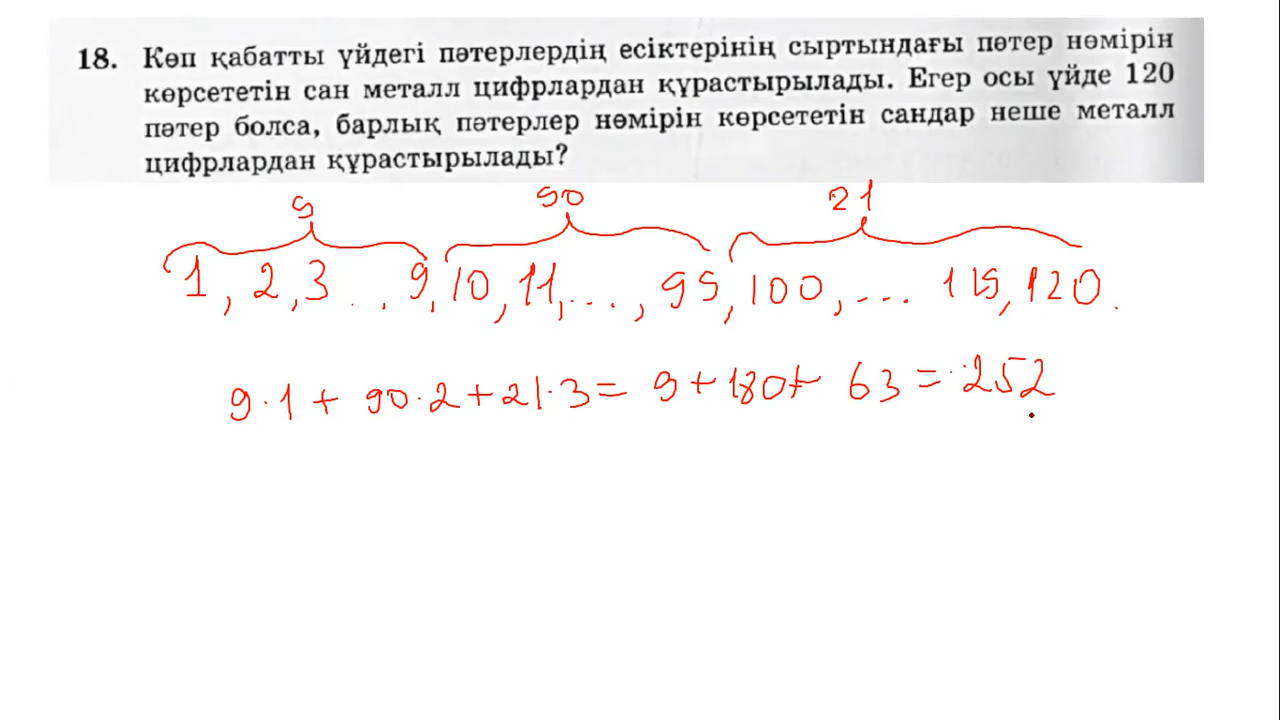 18. Көп қабатты үйдегі пәтерлердің есіктерінің сыртындағы пәтер нөмірін
көрсететін сан металл цифрлардан құрастырылады. Егер осы үйде 120
пәтер болса, барлық пәтерлер нөмірін көрсететін сандар неше металл
цифрлардан құрастырылады?
9 90 21
1, 2, 3 . . , 9, 10, 11, ..., 99, 100, ... 119, 120.
9·1 + 90·2 + 21·3 = 9 + 180 + 63 = 252